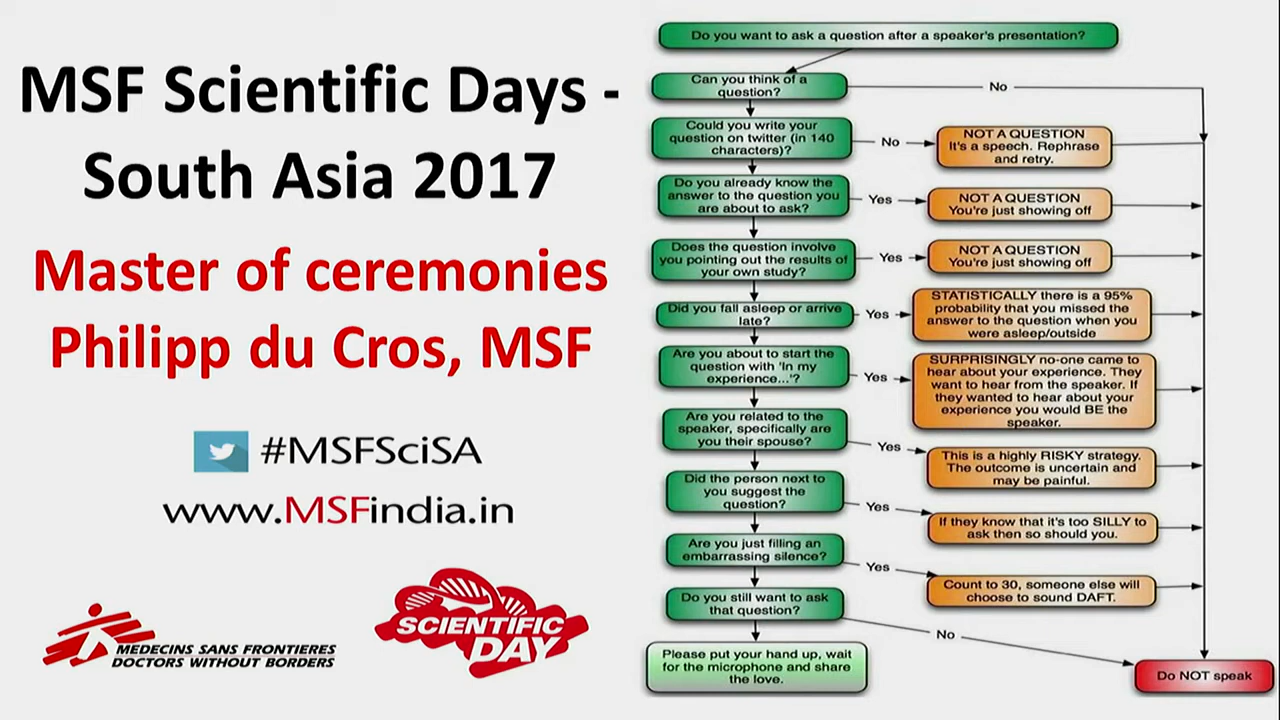 MSF Scientific Days -
South Asia 2017
Master of ceremonies
Philipp du Cros, MSF
#MSFSciSA
www.MSFindia.in
MEDECINS SANS FRONTIERES
DOCTORS WITHOUT BORDERS
SCIENTIFIC
DAY
Do you want to ask a question after a speaker's presentation?
Can you think of a
question?
No
Could you write your
question on twitter (in 140
characters)?
No
NOT A QUESTION
It's a speech. Rephrase
and retry.
Do you already know the
answer to the question you
are about to ask?
Yes
NOT A QUESTION
You're just showing off
Does the question involve
you pointing out the results of
your own study?
Yes
NOT A QUESTION
You're just showing off
Did you fall asleep or arrive
late?
Yes
STATISTICALLY there is a 95%
probability that you missed the
answer to the question when you
were asleep/outside
Are you about to start the
question with 'In my
experience...'?
Yes
SURPRISINGLY no-one came to
hear about your experience. They
want to hear from the speaker. If
they wanted to hear about your
experience you would BE the
speaker.
Are you related to the
speaker, specifically are
you their spouse?
Yes
This is a highly RISKY strategy.
The outcome is uncertain and
may be painful.
Did the person next to
you suggest the
question?
Yes
If they know that it's too SILLY to
ask then so should you.
Are you just filling an
embarrassing silence?
Yes
Count to 30, someone else will
choose to sound DAFT.
Do you still want to ask
that question?
No
Please put your hand up, wait
for the microphone and share
the love.
Do NOT speak